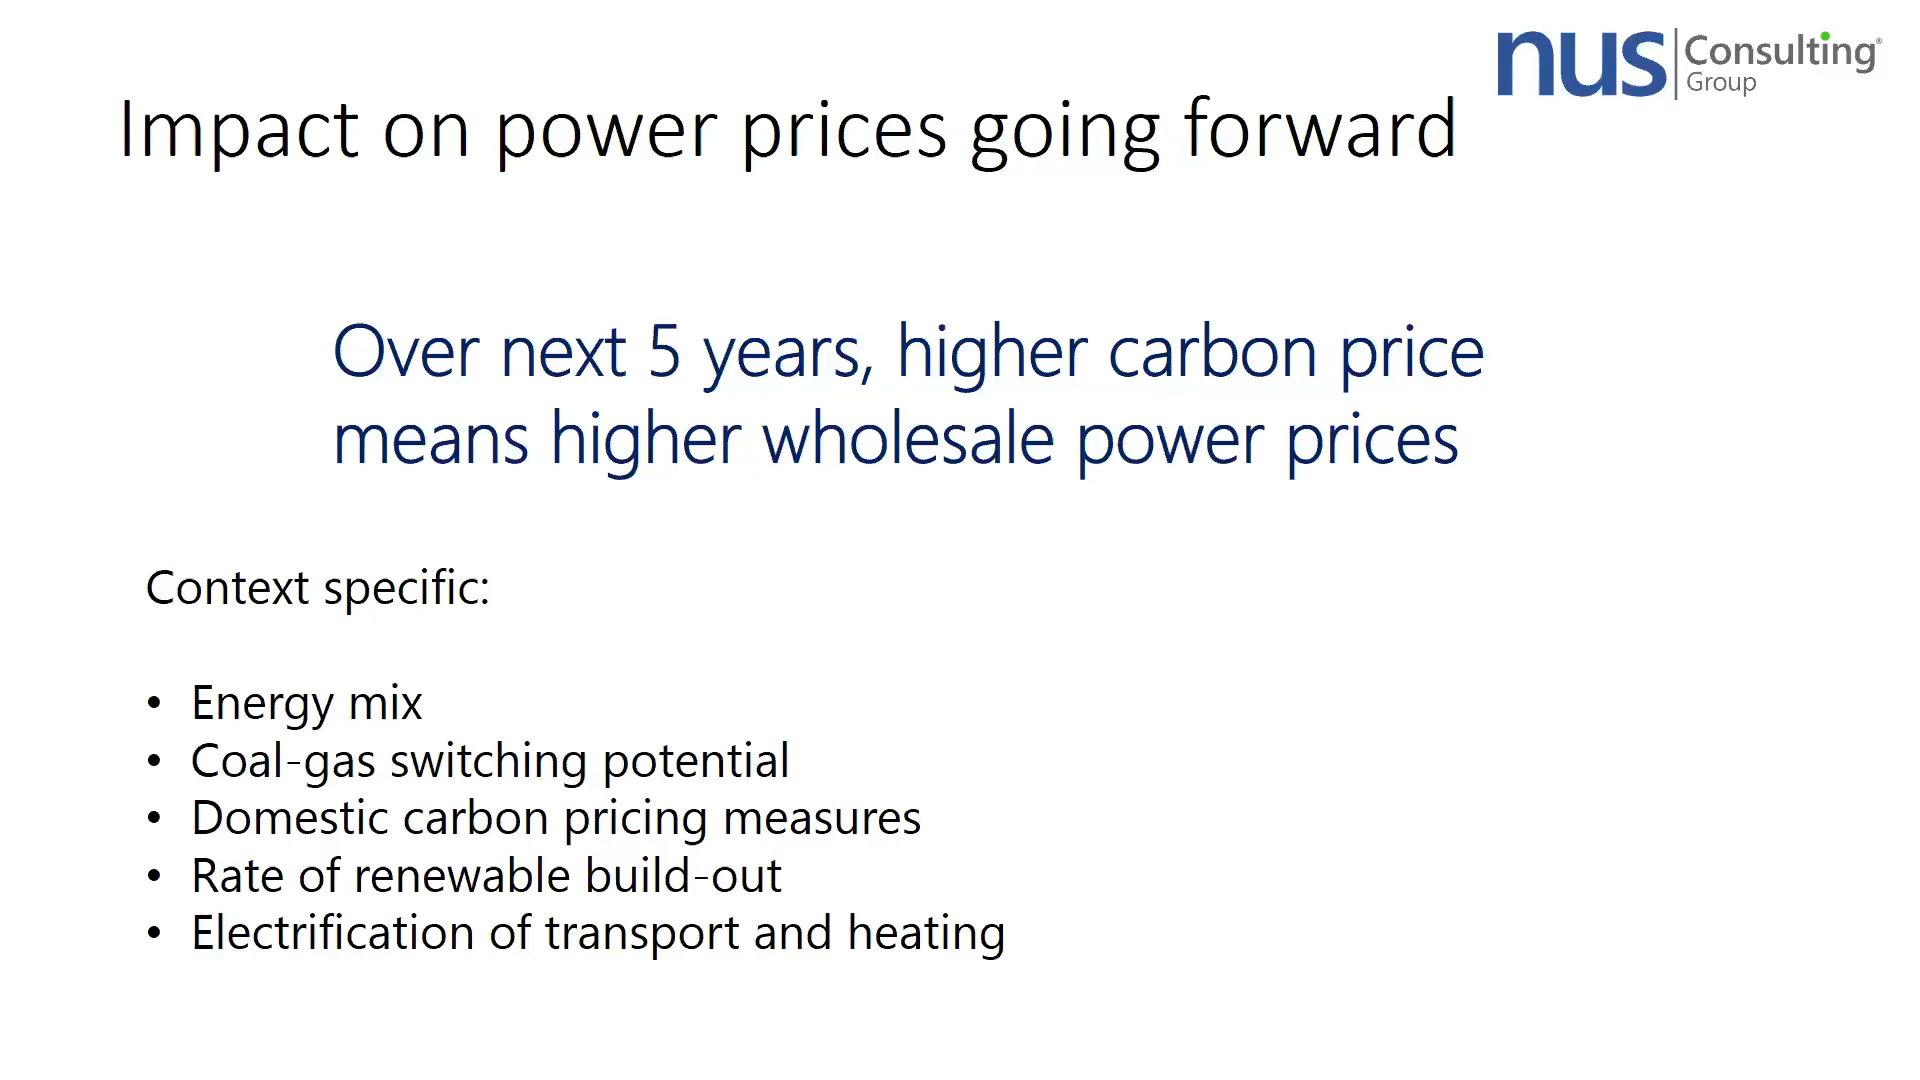 nus Consulting®
Group
Impact on power prices going forward
Over next 5 years, higher carbon price
means higher wholesale power prices
Context specific:
• Energy mix
• Coal-gas switching potential
• Domestic carbon pricing measures
• Rate of renewable build-out
• Electrification of transport and heating